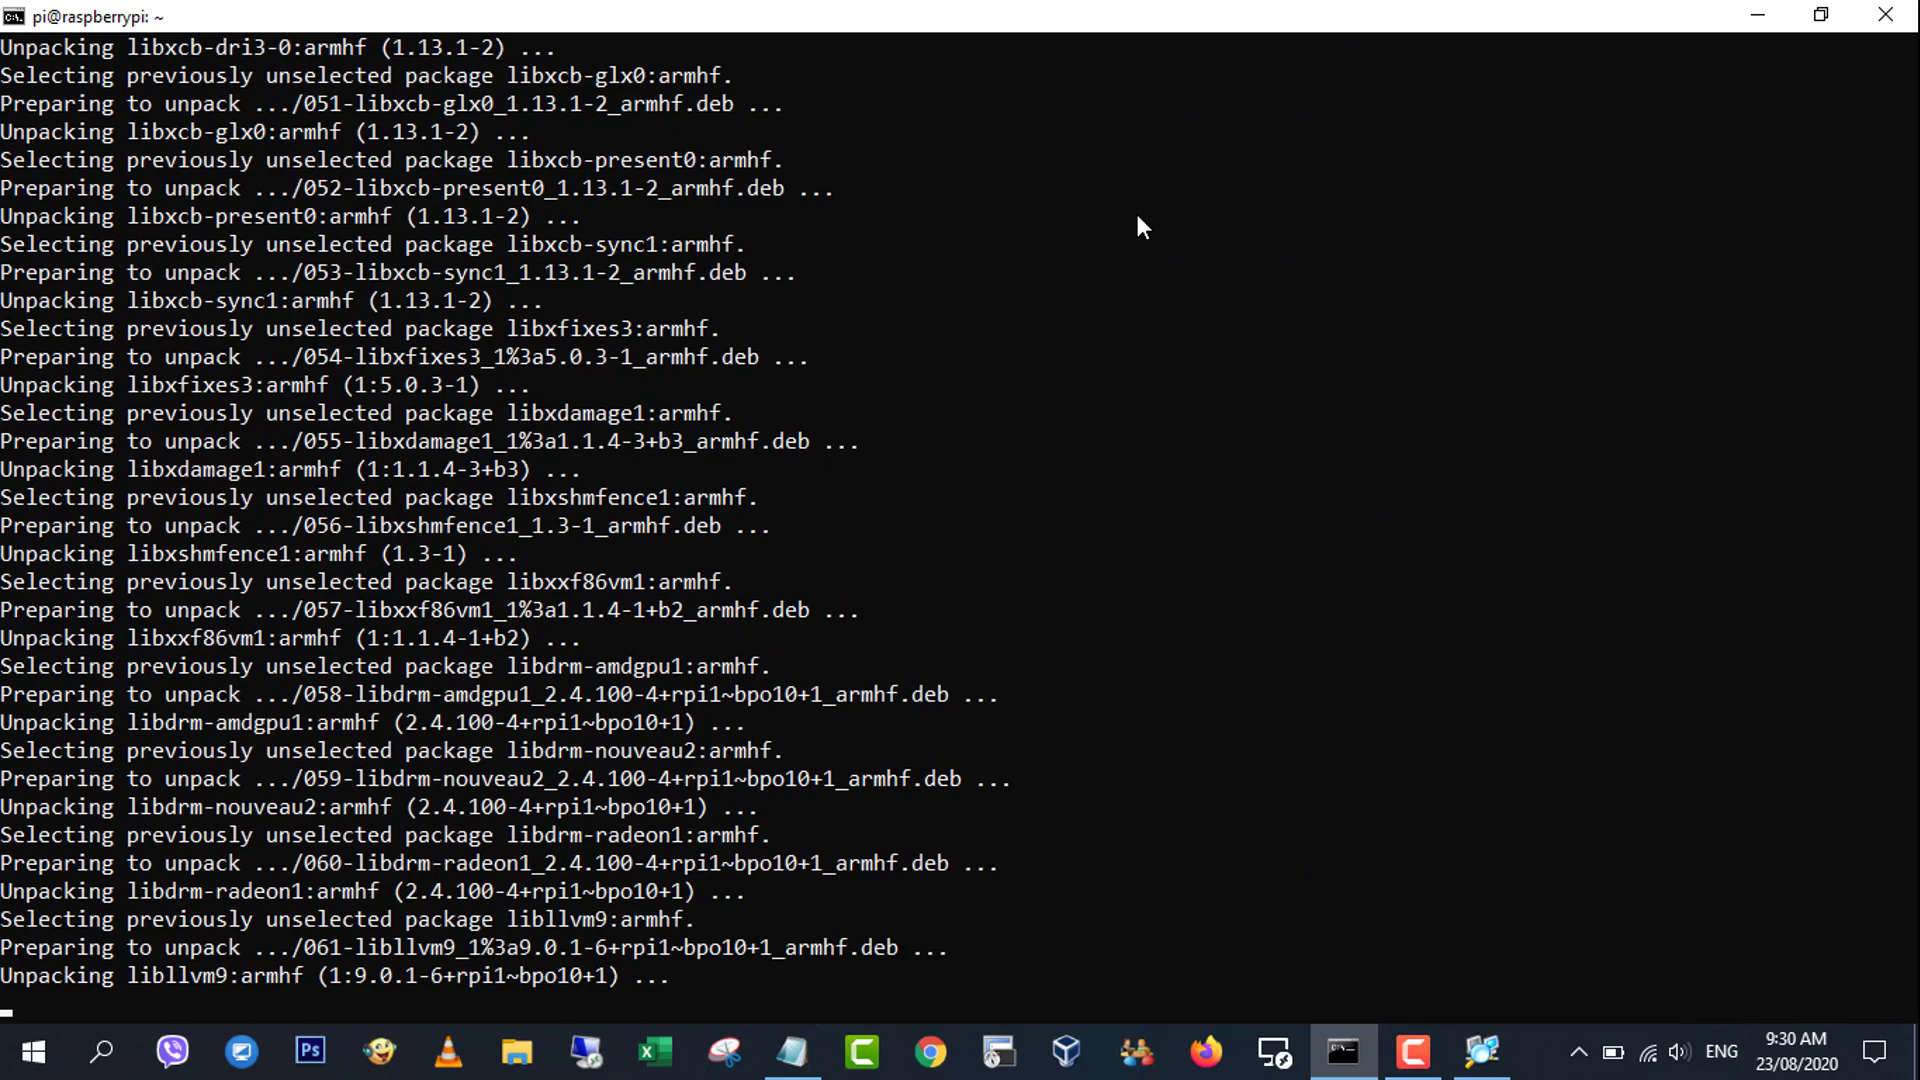 pi@raspberrypi: ~
Unpacking libxcb-dri3-0:armhf (1.13.1-2) ...
Selecting previously unselected package libxcb-glx0:armhf.
Preparing to unpack .../051-libxcb-glx0_1.13.1-2_armhf.deb ...
Unpacking libxcb-glx0:armhf (1.13.1-2) ...
Selecting previously unselected package libxcb-present0:armhf.
Preparing to unpack .../052-libxcb-present0_1.13.1-2_armhf.deb ...
Unpacking libxcb-present0:armhf (1.13.1-2) ...
Selecting previously unselected package libxcb-sync1:armhf.
Preparing to unpack .../053-libxcb-sync1_1.13.1-2_armhf.deb ...
Unpacking libxcb-sync1:armhf (1.13.1-2) ...
Selecting previously unselected package libxfixes3:armhf.
Preparing to unpack .../054-libxfixes3_1%3a5.0.3-1_armhf.deb ...
Unpacking libxfixes3:armhf (1:5.0.3-1) ...
Selecting previously unselected package libxdamage1:armhf.
Preparing to unpack .../055-libxdamage1_1%3a1.1.4-3+b3_armhf.deb ...
Unpacking libxdamage1:armhf (1:1.1.4-3+b3) ...
Selecting previously unselected package libxshmfence1:armhf.
Preparing to unpack .../056-libxshmfence1_1.3-1_armhf.deb ...
Unpacking libxshmfence1:armhf (1.3-1) ...
Selecting previously unselected package libxxf86vm1:armhf.
Preparing to unpack .../057-libxxf86vm1_1%3a1.1.4-1+b2_armhf.deb ...
Unpacking libxxf86vm1:armhf (1:1.1.4-1+b2) ...
Selecting previously unselected package libdrm-amdgpu1:armhf.
Preparing to unpack .../058-libdrm-amdgpu1_2.4.100-4+rpi1~bpo10+1_armhf.deb ...
Unpacking libdrm-amdgpu1:armhf (2.4.100-4+rpi1~bpo10+1) ...
Selecting previously unselected package libdrm-nouveau2:armhf.
Preparing to unpack .../059-libdrm-nouveau2_2.4.100-4+rpi1~bpo10+1_armhf.deb ...
Unpacking libdrm-nouveau2:armhf (2.4.100-4+rpi1~bpo10+1) ...
Selecting previously unselected package libdrm-radeon1:armhf.
Preparing to unpack .../060-libdrm-radeon1_2.4.100-4+rpi1~bpo10+1_armhf.deb ...
Unpacking libdrm-radeon1:armhf (2.4.100-4+rpi1~bpo10+1) ...
Selecting previously unselected package libllvm9:armhf.
Preparing to unpack .../061-libllvm9_1%3a9.0.1-6+rpi1~bpo10+1_armhf.deb ...
Unpacking libllvm9:armhf (1:9.0.1-6+rpi1~bpo10+1) ...
Ps
ENG
9:30 AM
23/08/2020